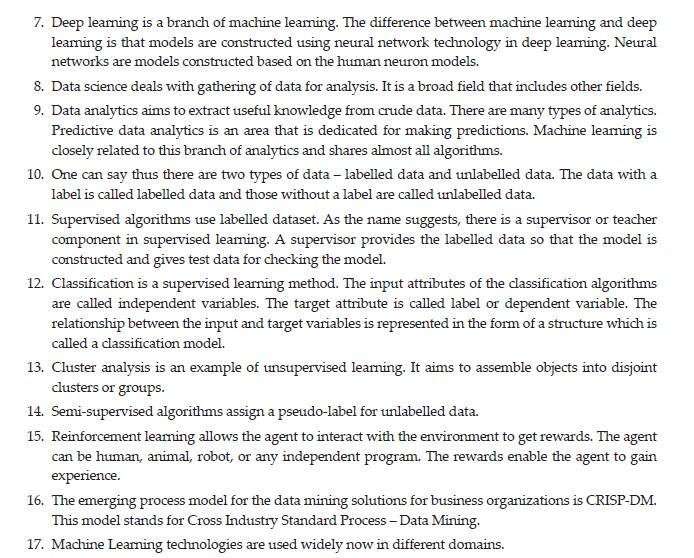 7. Deep learning is a branch of machine learning. The difference between machine learning and deep
learning is that models are constructed using neural network technology in deep learning. Neural
networks are models constructed based on the human neuron models.
8. Data science deals with gathering of data for analysis. It is a broad field that includes other fields.
9. Data analytics aims to extract useful knowledge from crude data. There are many types of analytics.
Predictive data analytics is an area that is dedicated for making predictions. Machine learning is
closely related to this branch of analytics and shares almost all algorithms.
10. One can say thus there are two types of data – labelled data and unlabelled data. The data with a
label is called labelled data and those without a label are called unlabelled data.
11. Supervised algorithms use labelled dataset. As the name suggests, there is a supervisor or teacher
component in supervised learning. A supervisor provides the labelled data so that the model is
constructed and gives test data for checking the model.
12. Classification is a supervised learning method. The input attributes of the classification algorithms
are called independent variables. The target attribute is called label or dependent variable. The
relationship between the input and target variables is represented in the form of a structure which is
called a classification model.
13. Cluster analysis is an example of unsupervised learning. It aims to assemble objects into disjoint
clusters or groups.
14. Semi-supervised algorithms assign a pseudo-label for unlabelled data.
15. Reinforcement learning allows the agent to interact with the environment to get rewards. The agent
can be human, animal, robot, or any independent program. The rewards enable the agent to gain
experience.
16. The emerging process model for the data mining solutions for business organizations is CRISP-DM.
This model stands for Cross Industry Standard Process – Data Mining.
17. Machine Learning technologies are used widely now in different domains.